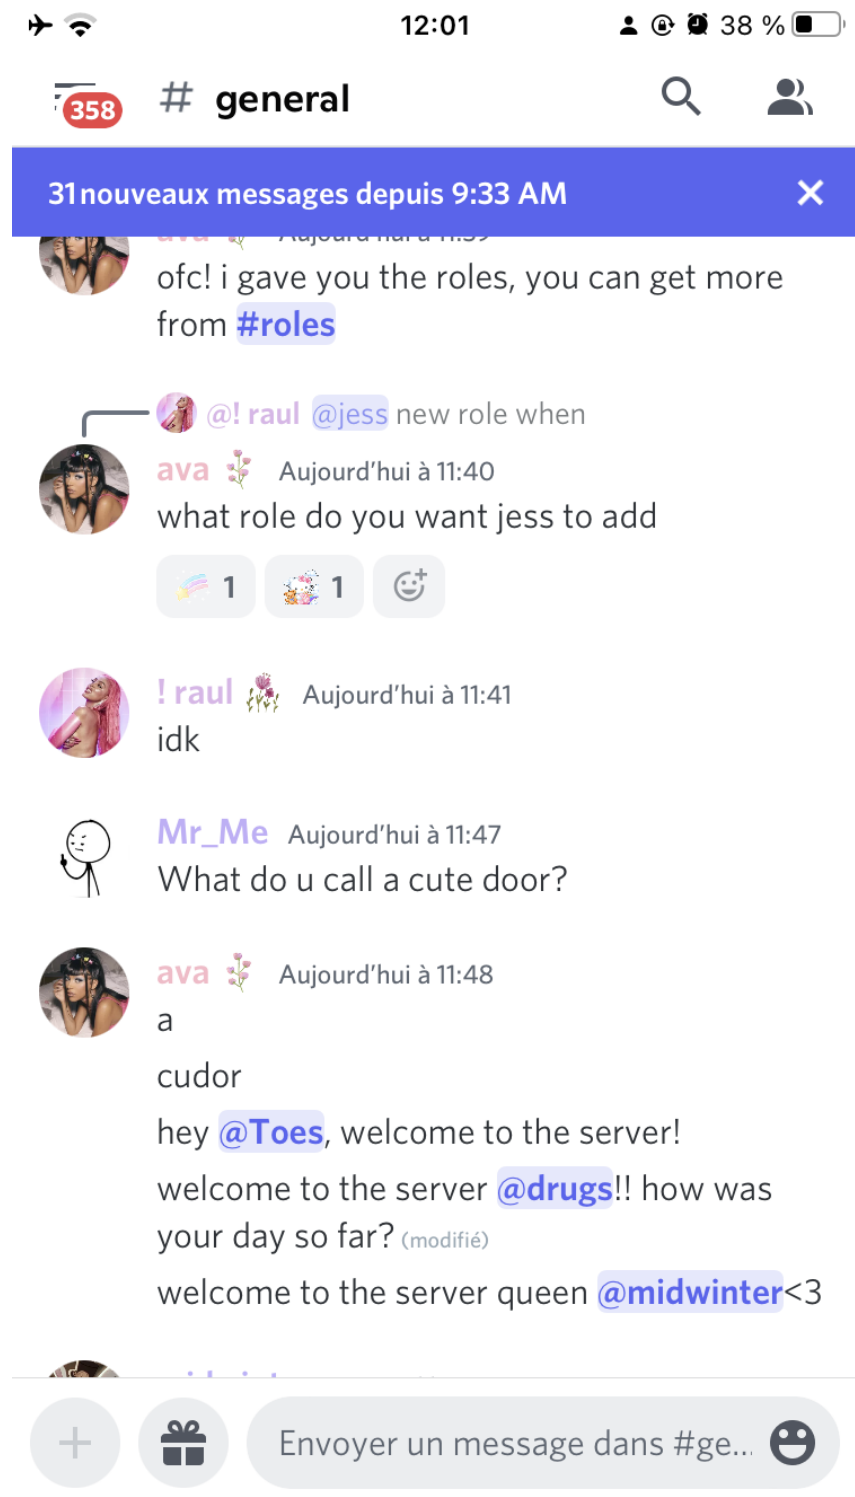 12:01
38 %
358
# general
31 nouveaux messages depuis 9:33 AM
ava Aujourd'hui à 11:39
ofc! i gave you the roles, you can get more
from #roles
@! raul @jess new role when
ava Aujourd'hui à 11:40
what role do you want jess to add
1 1
! raul Aujourd'hui à 11:41
idk
Mr_Me Aujourd'hui à 11:47
What do u call a cute door?
ava Aujourd'hui à 11:48
a
cudor
hey @Toes, welcome to the server!
welcome to the server @drugs!! how was
your day so far? (modifié)
welcome to the server queen @midwinter<3
Envoyer un message dans #ge...